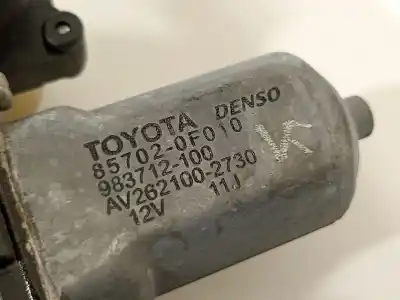 TOYOTA DENSO
85702-0F010
983712-100
AV262100-2730
12V 11J